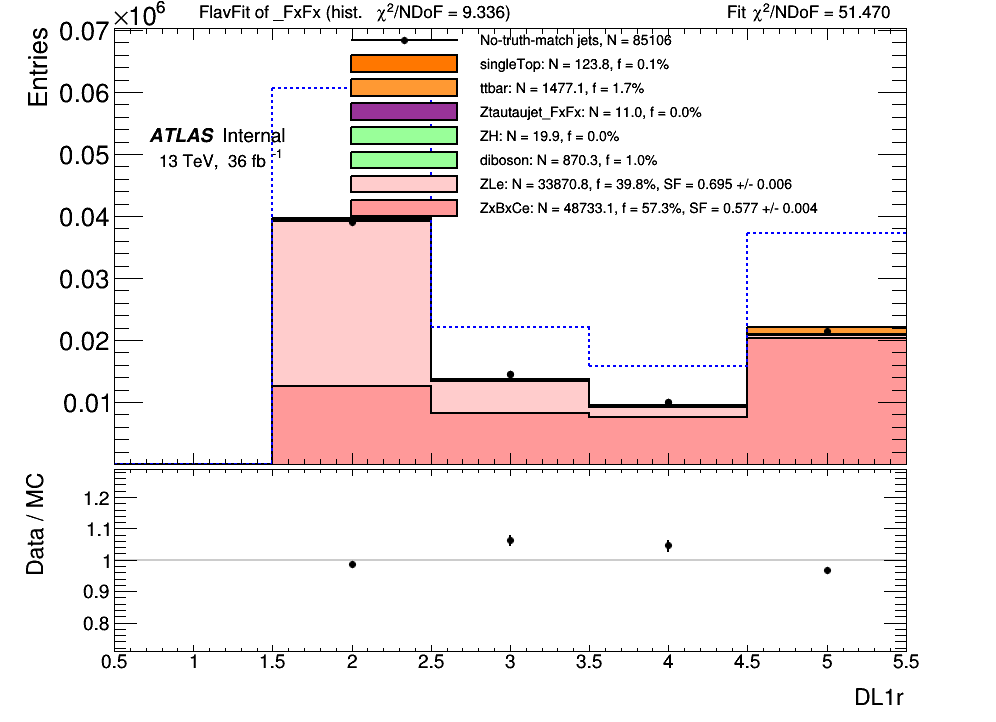 ×10⁶ FlavFit of _FxFx (hist. χ²/NDoF = 9.336) Fit χ²/NDoF = 51.470
Entries
0.07
0.06
0.05
0.04
0.03
0.02
0.01
No-truth-match jets, N = 85106
singleTop: N = 123.8, f = 0.1%
ttbar: N = 1477.1, f = 1.7%
Ztautaujet_FxFx: N = 11.0, f = 0.0%
ZH: N = 19.9, f = 0.0%
diboson: N = 870.3, f = 1.0%
ZLe: N = 33870.8, f = 39.8%, SF = 0.695 +/- 0.006
ZxBxCe: N = 48733.1, f = 57.3%, SF = 0.577 +/- 0.004
ATLAS Internal
13 TeV, 36 fb⁻¹
Data / MC
1.2
1.1
1
0.9
0.8
0.5 1 1.5 2 2.5 3 3.5 4 4.5 5 5.5
DL1r